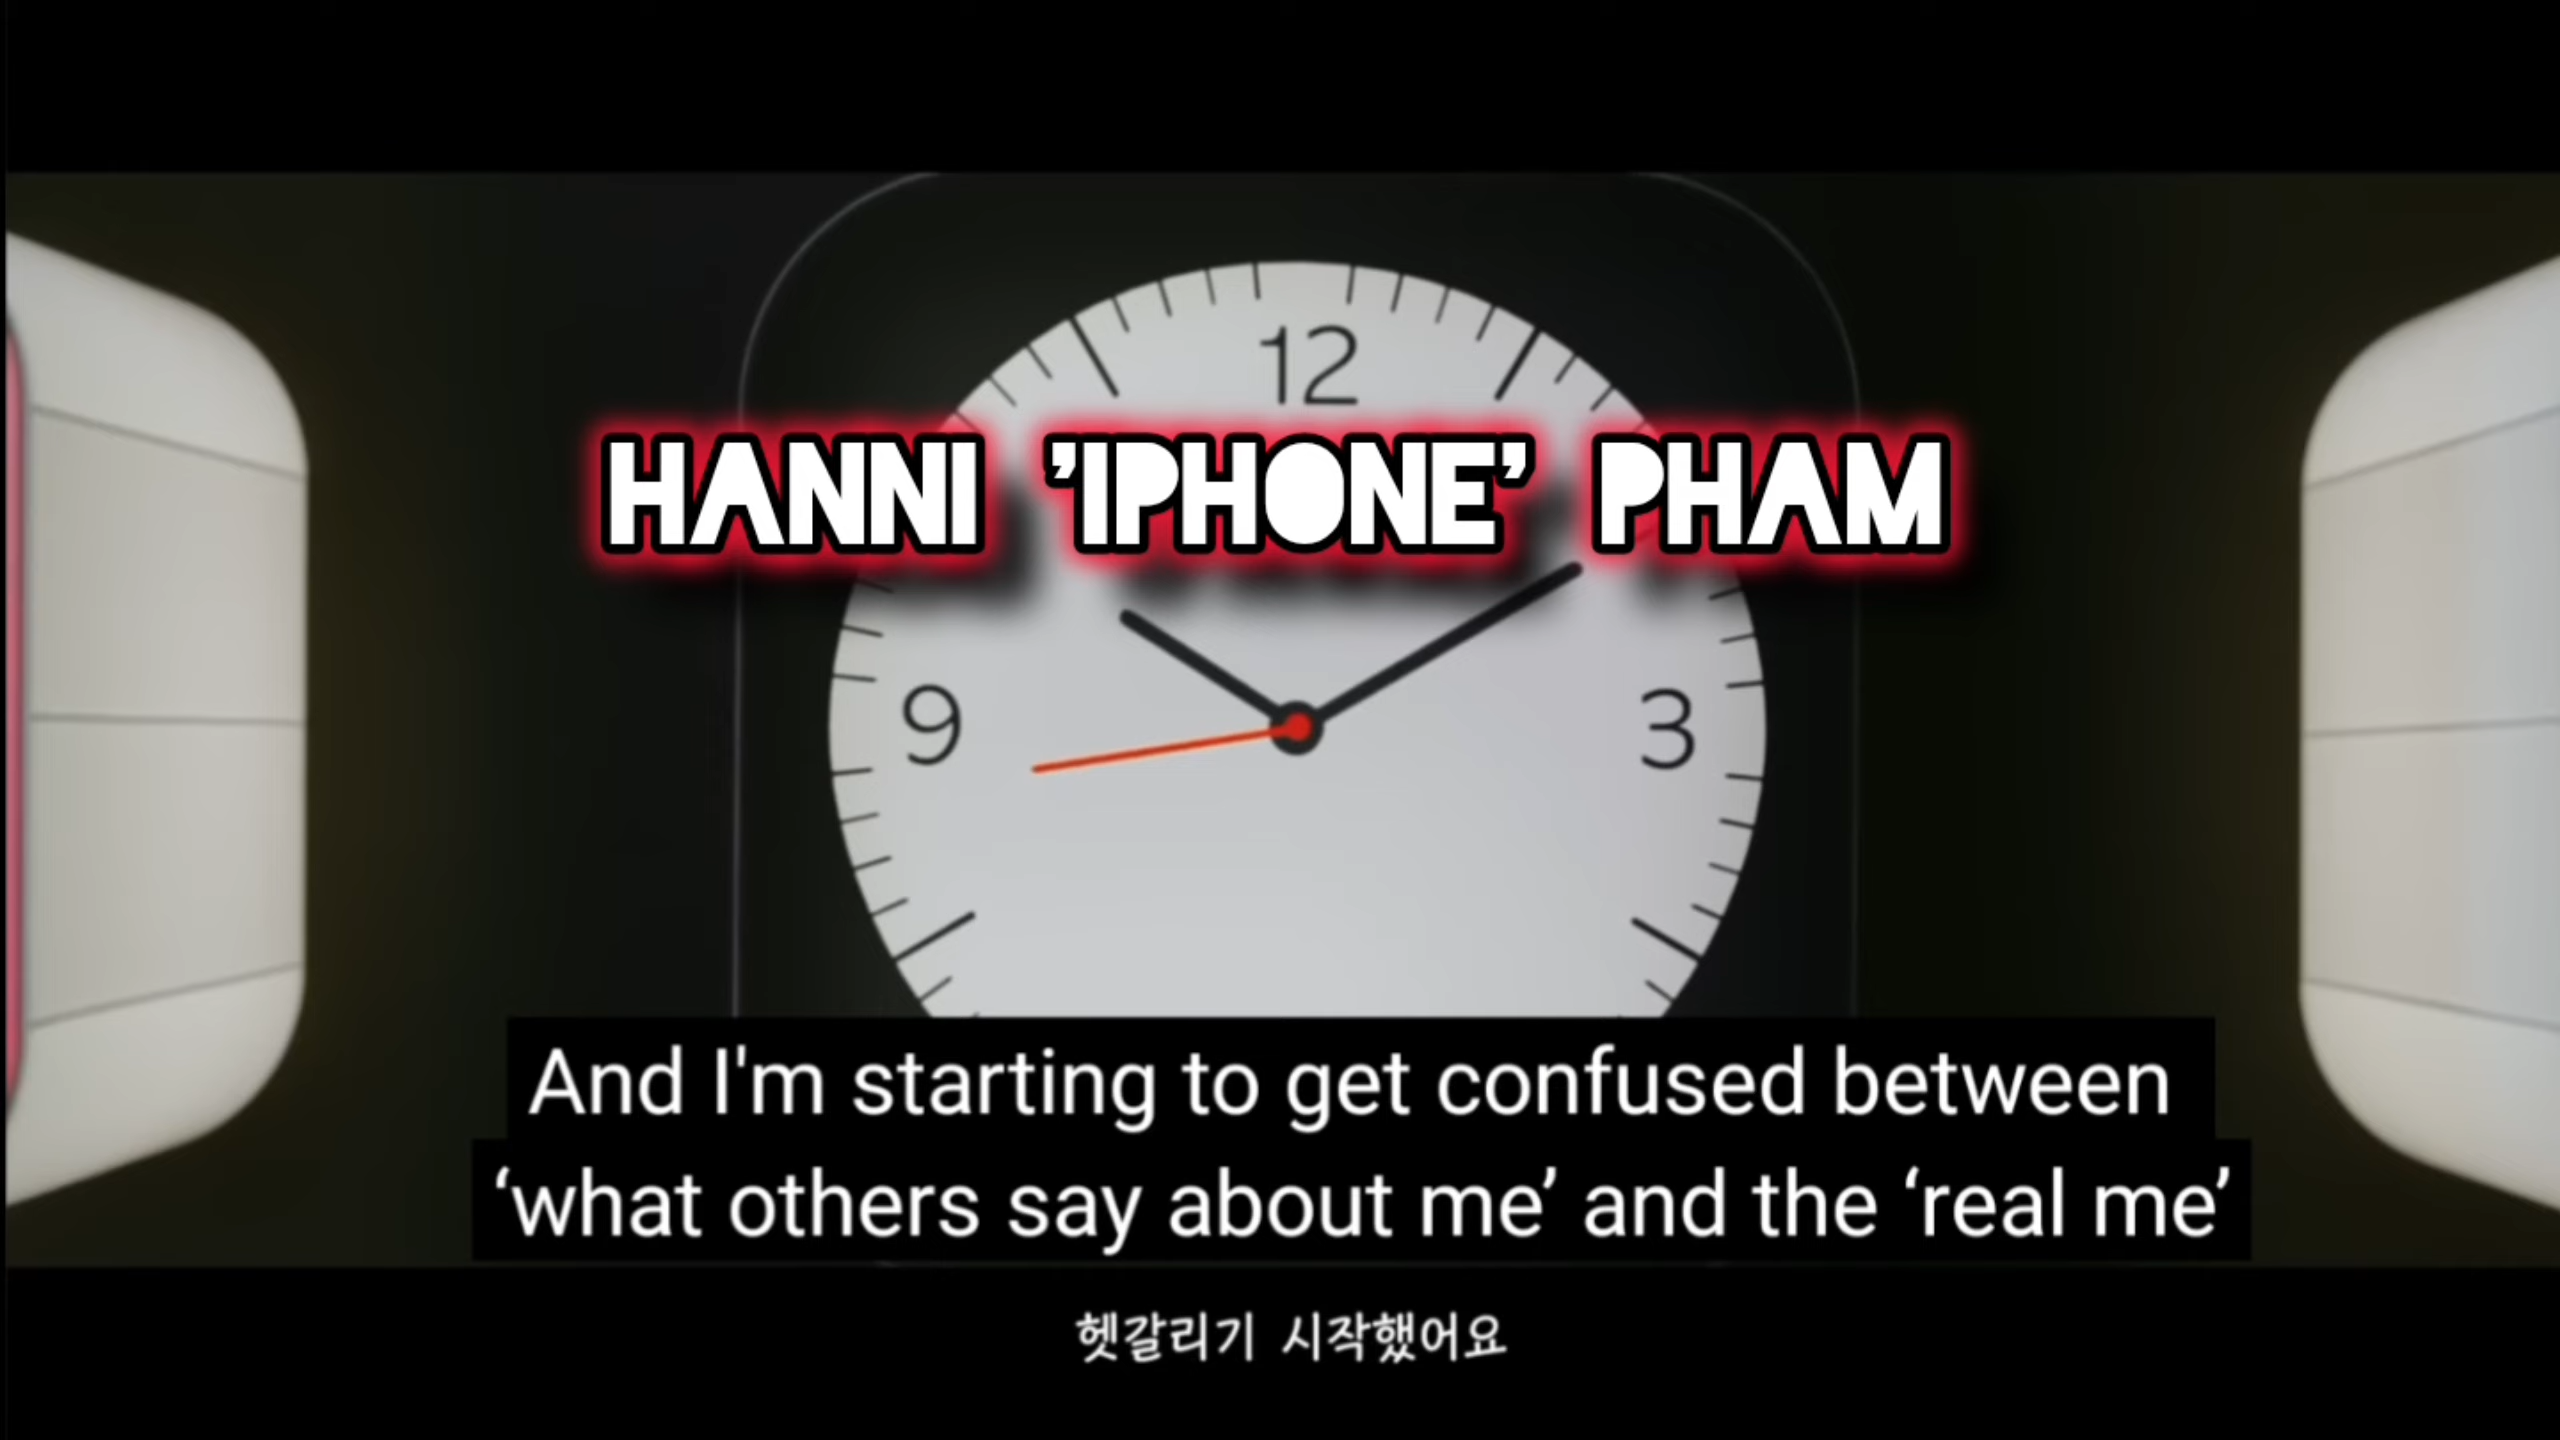 12
HANNI 'IPHONE' PHAM
9
3
And I'm starting to get confused between
‘what others say about me’ and the ‘real me’
헷갈리기 시작했어요